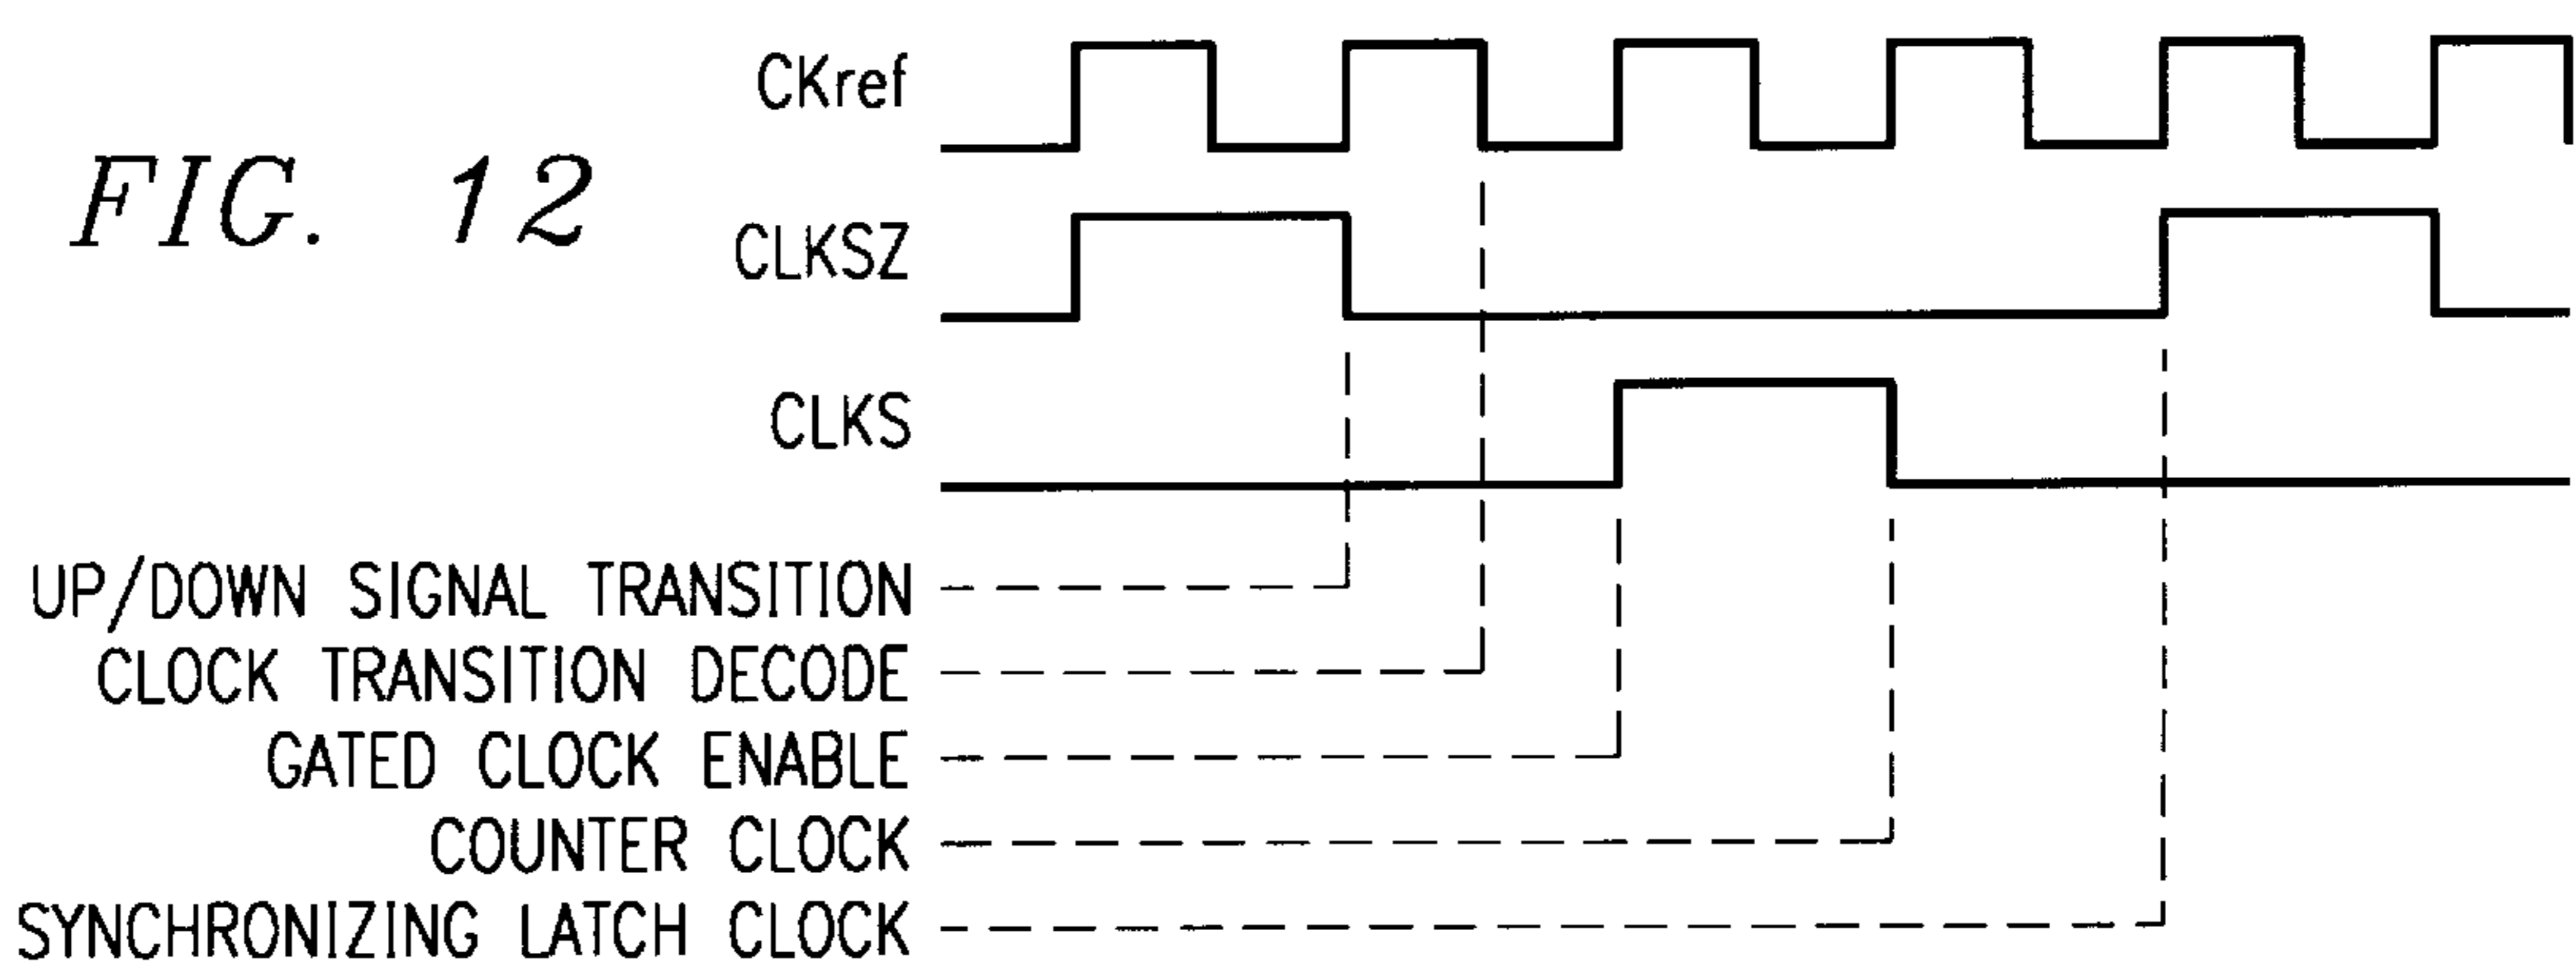 CKref
FIG. 12
CLKSZ
CLKS
UP/DOWN SIGNAL TRANSITION
CLOCK TRANSITION DECODE
GATED CLOCK ENABLE
COUNTER CLOCK
SYNCHRONIZING LATCH CLOCK